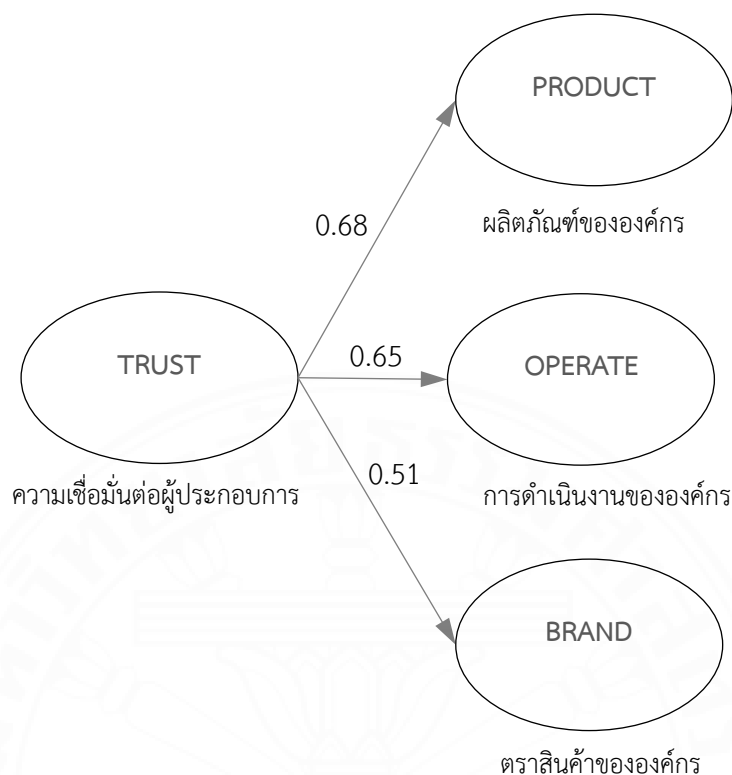 PRODUCT
ผลิตภัณฑ์ขององค์กร
0.68
TRUST
ความเชื่อมั่นต่อผู้ประกอบการ
0.65
OPERATE
การดำเนินงานขององค์กร
0.51
BRAND
ตราสินค้าขององค์กร